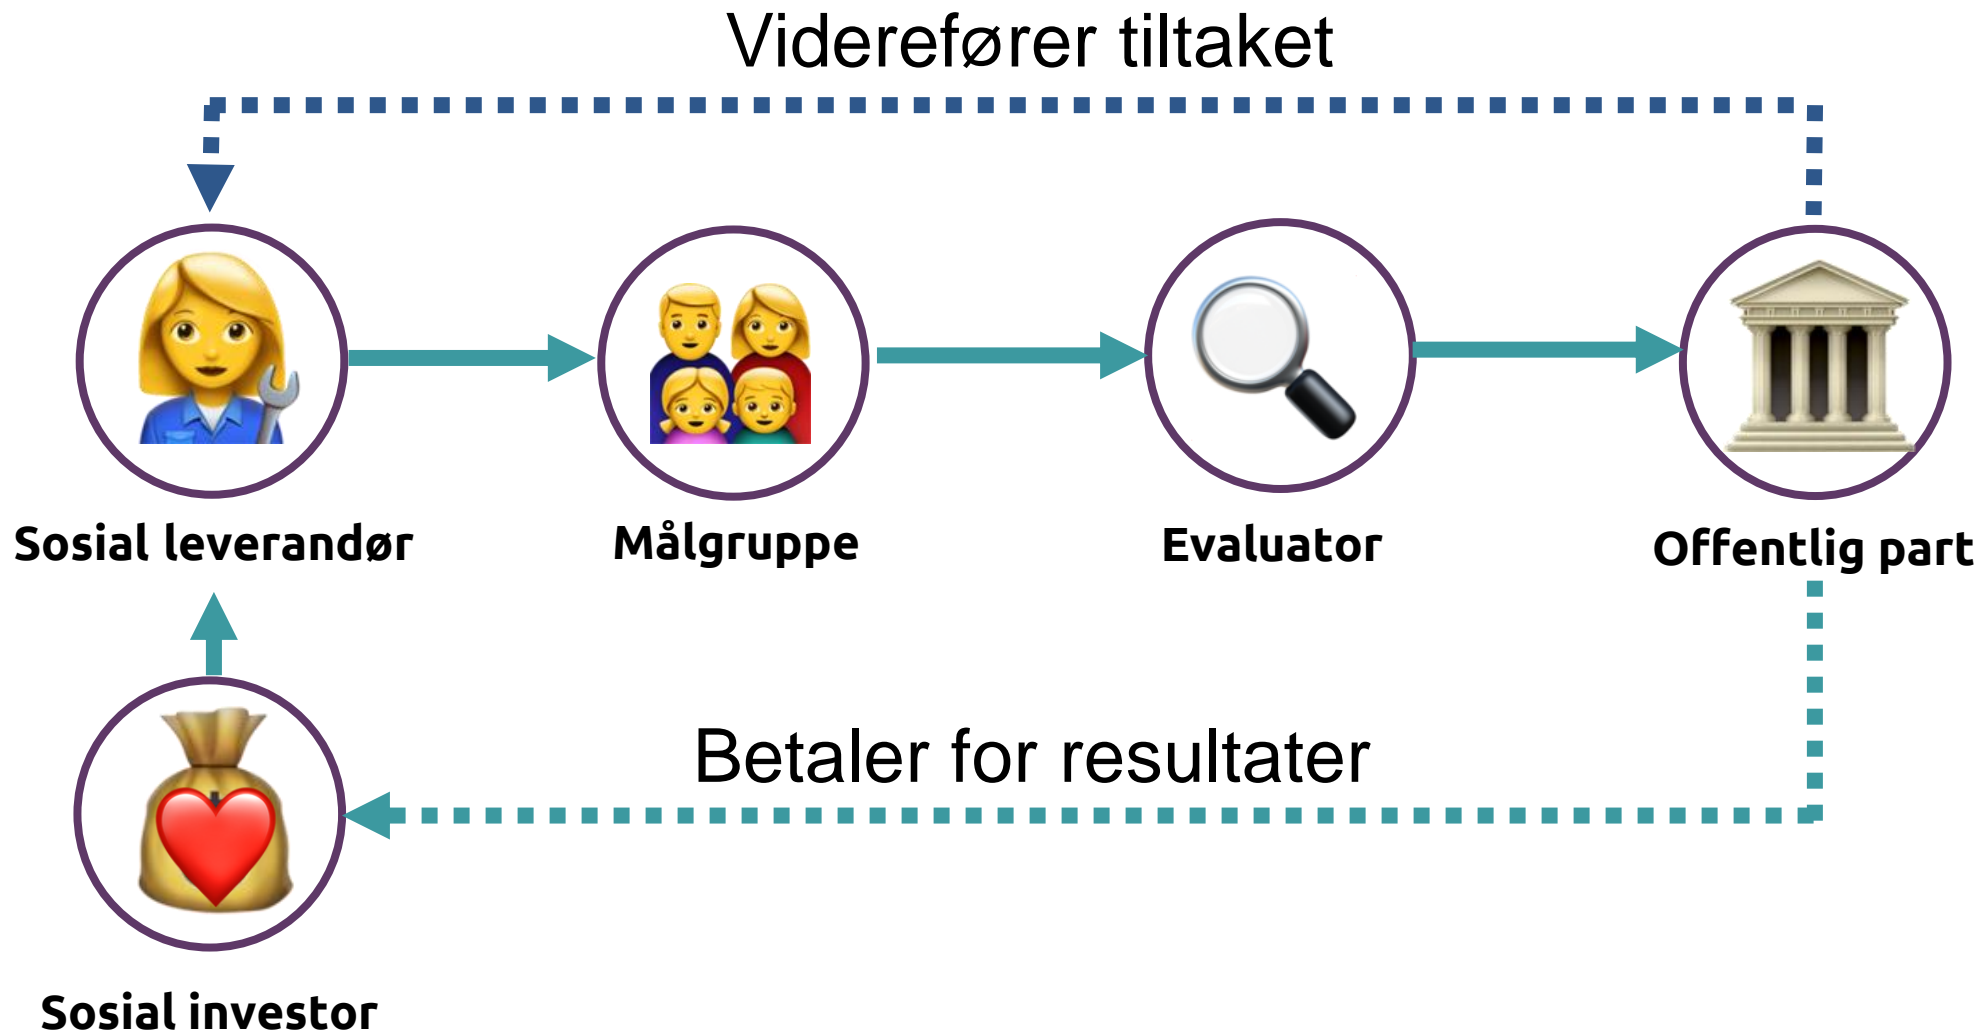 Viderefører tiltaket
Sosial leverandør
Målgruppe
Evaluator
Offentlig part
Betaler for resultater
Sosial investor